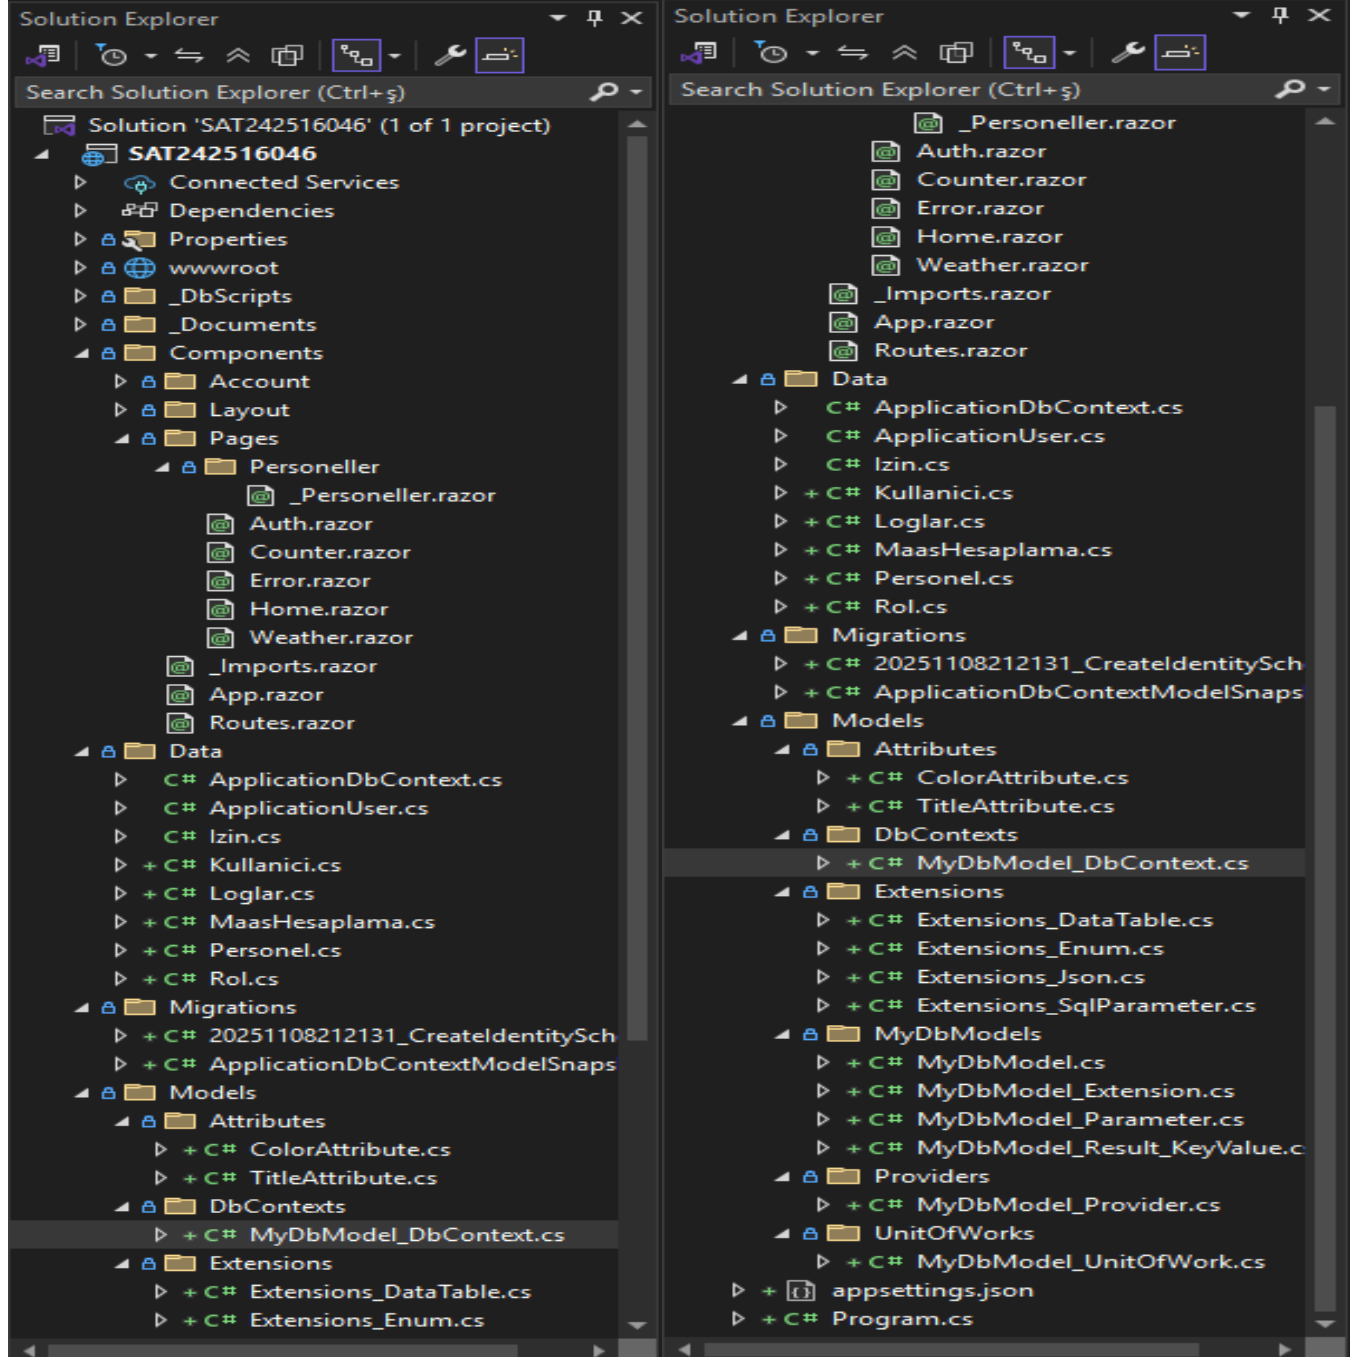 Solution Explorer
Search Solution Explorer (Ctrl+ş)
Solution 'SAT242516046' (1 of 1 project)
SAT242516046
Connected Services
Dependencies
Properties
wwwroot
_DbScripts
_Documents
Components
Account
Layout
Pages
Personeller
_Personeller.razor
Auth.razor
Counter.razor
Error.razor
Home.razor
Weather.razor
_Imports.razor
App.razor
Routes.razor
Data
C# ApplicationDbContext.cs
C# ApplicationUser.cs
C# Izin.cs
+ C# Kullanici.cs
+ C# Loglar.cs
+ C# MaasHesaplama.cs
+ C# Personel.cs
+ C# Rol.cs
Migrations
+ C# 20251108212131_CreateIdentitySch
+ C# ApplicationDbContextModelSnaps
Models
Attributes
+ C# ColorAttribute.cs
+ C# TitleAttribute.cs
DbContexts
+ C# MyDbModel_DbContext.cs
Extensions
+ C# Extensions_DataTable.cs
+ C# Extensions_Enum.cs
Solution Explorer
Search Solution Explorer (Ctrl+ş)
_Personeller.razor
Auth.razor
Counter.razor
Error.razor
Home.razor
Weather.razor
_Imports.razor
App.razor
Routes.razor
Data
C# ApplicationDbContext.cs
C# ApplicationUser.cs
C# Izin.cs
+ C# Kullanici.cs
+ C# Loglar.cs
+ C# MaasHesaplama.cs
+ C# Personel.cs
+ C# Rol.cs
Migrations
+ C# 20251108212131_CreateIdentitySch
+ C# ApplicationDbContextModelSnaps
Models
Attributes
+ C# ColorAttribute.cs
+ C# TitleAttribute.cs
DbContexts
+ C# MyDbModel_DbContext.cs
Extensions
+ C# Extensions_DataTable.cs
+ C# Extensions_Enum.cs
+ C# Extensions_Json.cs
+ C# Extensions_SqlParameter.cs
MyDbModels
+ C# MyDbModel.cs
+ C# MyDbModel_Extension.cs
+ C# MyDbModel_Parameter.cs
+ C# MyDbModel_Result_KeyValue.c
Providers
+ C# MyDbModel_Provider.cs
UnitOfWorks
+ C# MyDbModel_UnitOfWork.cs
+ appsettings.json
+ C# Program.cs